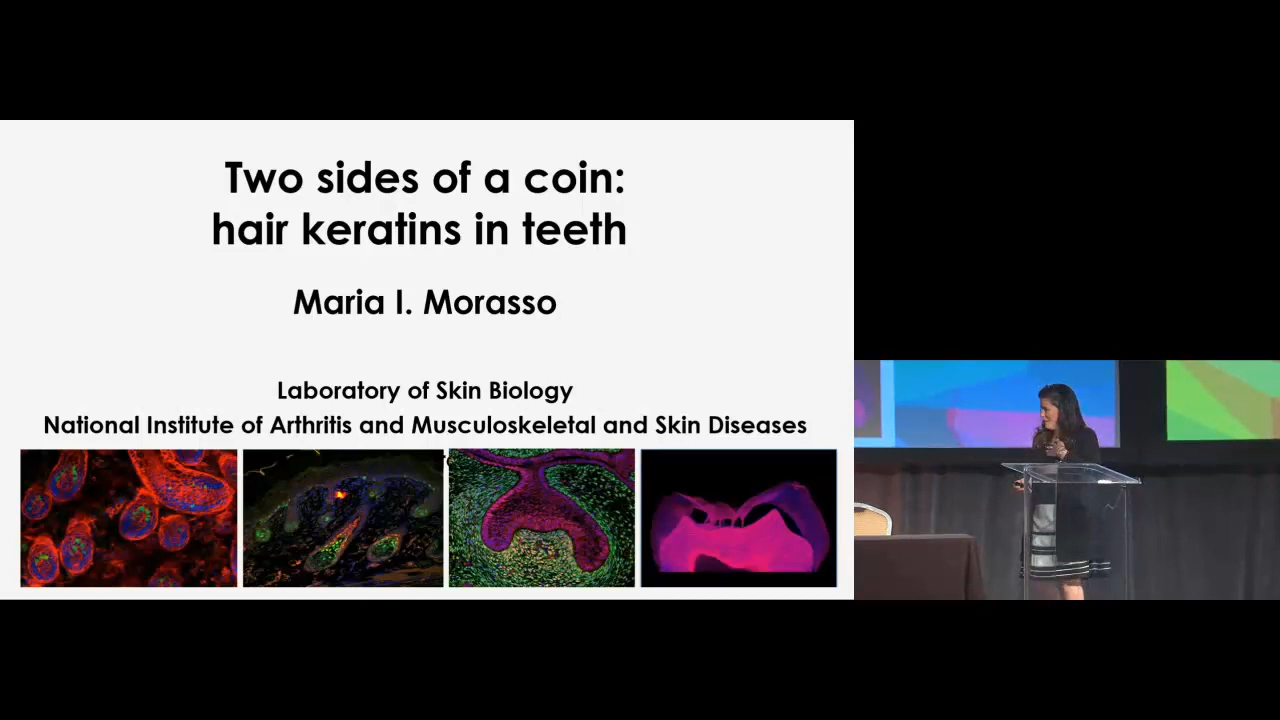 Two sides of a coin:
hair keratins in teeth
Maria I. Morasso
Laboratory of Skin Biology
National Institute of Arthritis and Musculoskeletal and Skin Diseases